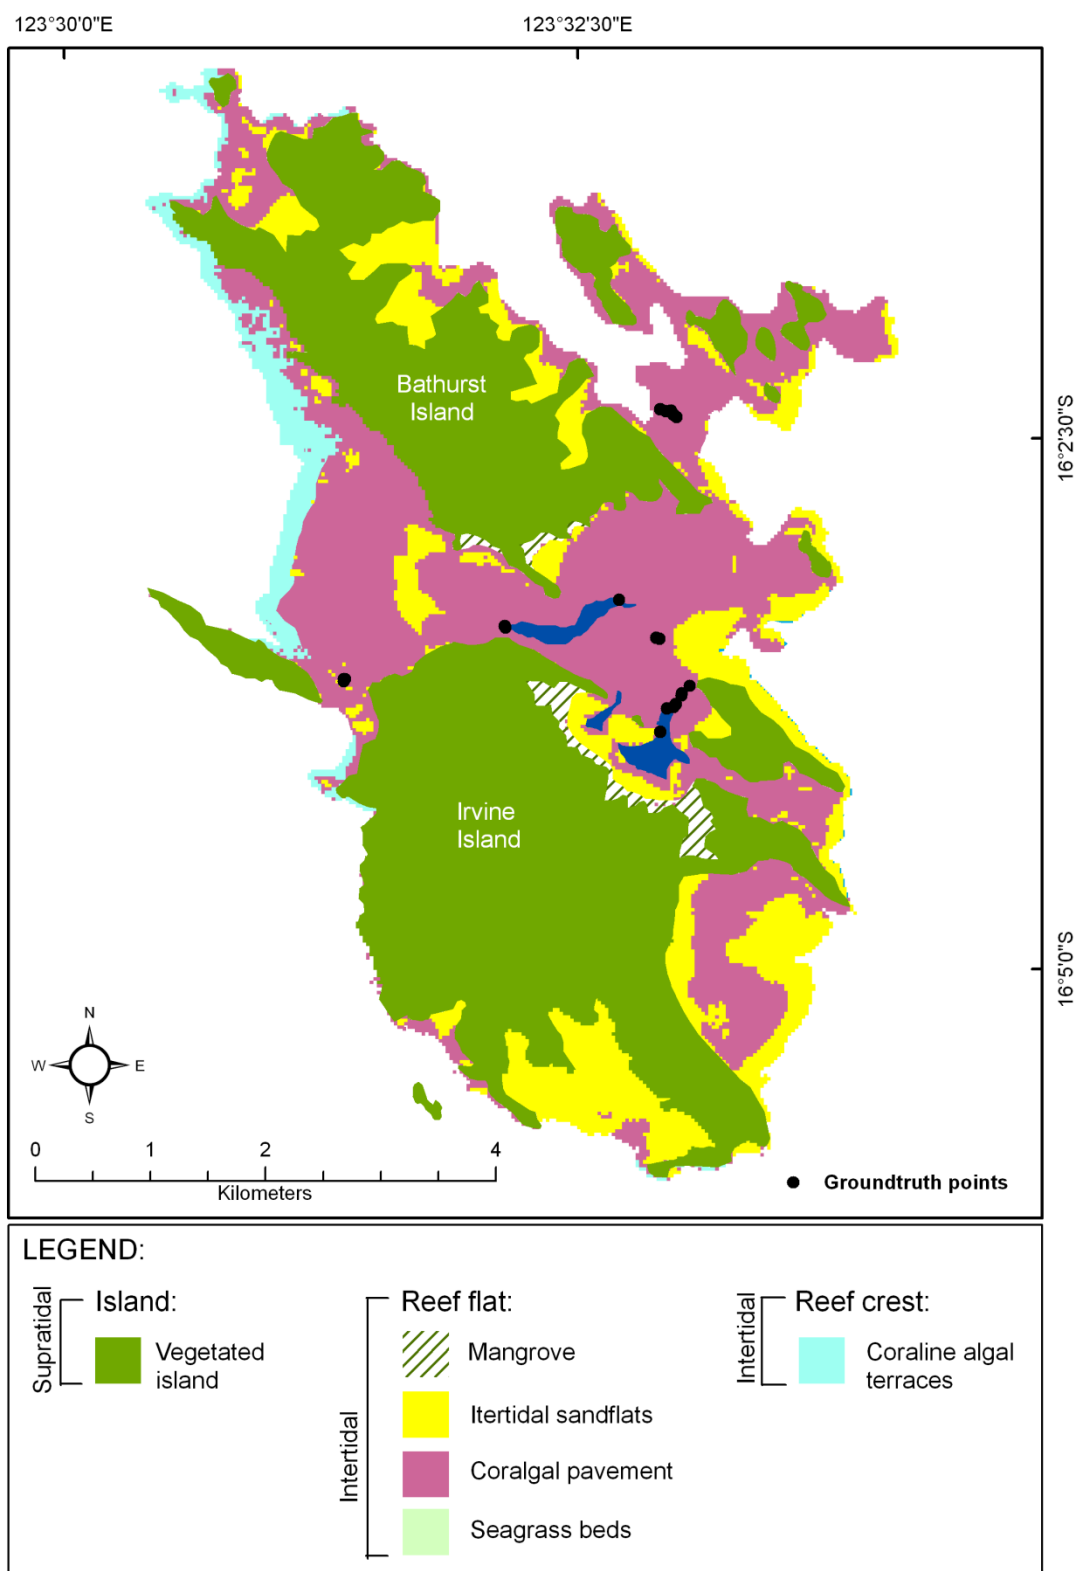 123°30'0"E
123°32'30"E
Bathurst
Island
16°2'30"S
Irvine
Island
16°5'0"S
N
W
E
S
0
1
2
4
Kilometers
Groundtruth points
LEGEND:
Supratidal
Island:
Vegetated
island
Intertidal
Reef flat:
Mangrove
Itertidal sandflats
Coralgal pavement
Seagrass beds
Intertidal
Reef crest:
Coraline algal
terraces